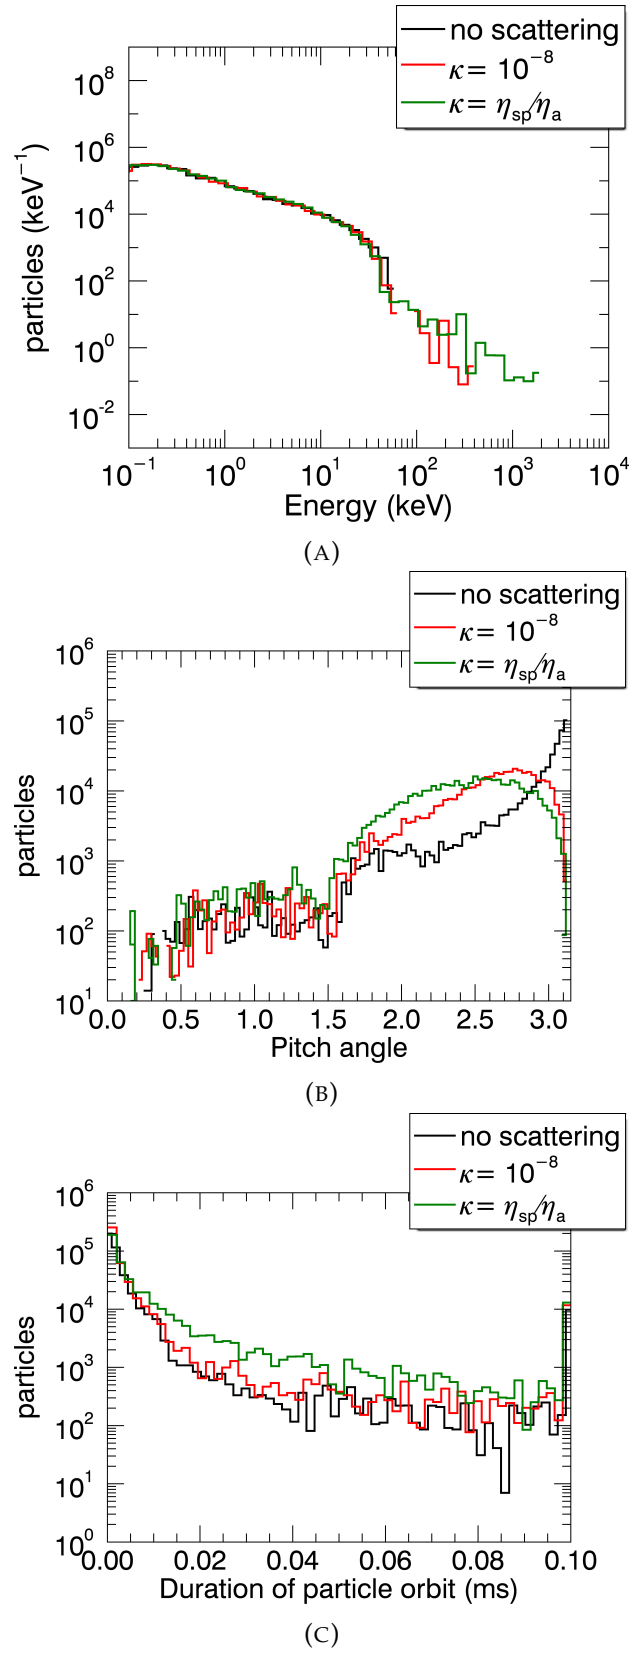 no scattering
κ= 10⁻⁸
κ= ηsp/ηa
10⁸
10⁶
10⁴
10²
10⁰
10⁻²
particles (keV⁻¹)
10⁻¹ 10⁰ 10¹ 10² 10³ 10⁴
Energy (keV)
(A)
no scattering
κ= 10⁻⁸
κ= ηsp/ηa
10⁶
10⁵
10⁴
10³
10²
10¹
particles
0.0 0.5 1.0 1.5 2.0 2.5 3.0
Pitch angle
(B)
no scattering
κ= 10⁻⁸
κ= ηsp/ηa
10⁶
10⁵
10⁴
10³
10²
10¹
10⁰
particles
0.00 0.02 0.04 0.06 0.08 0.10
Duration of particle orbit (ms)
(C)